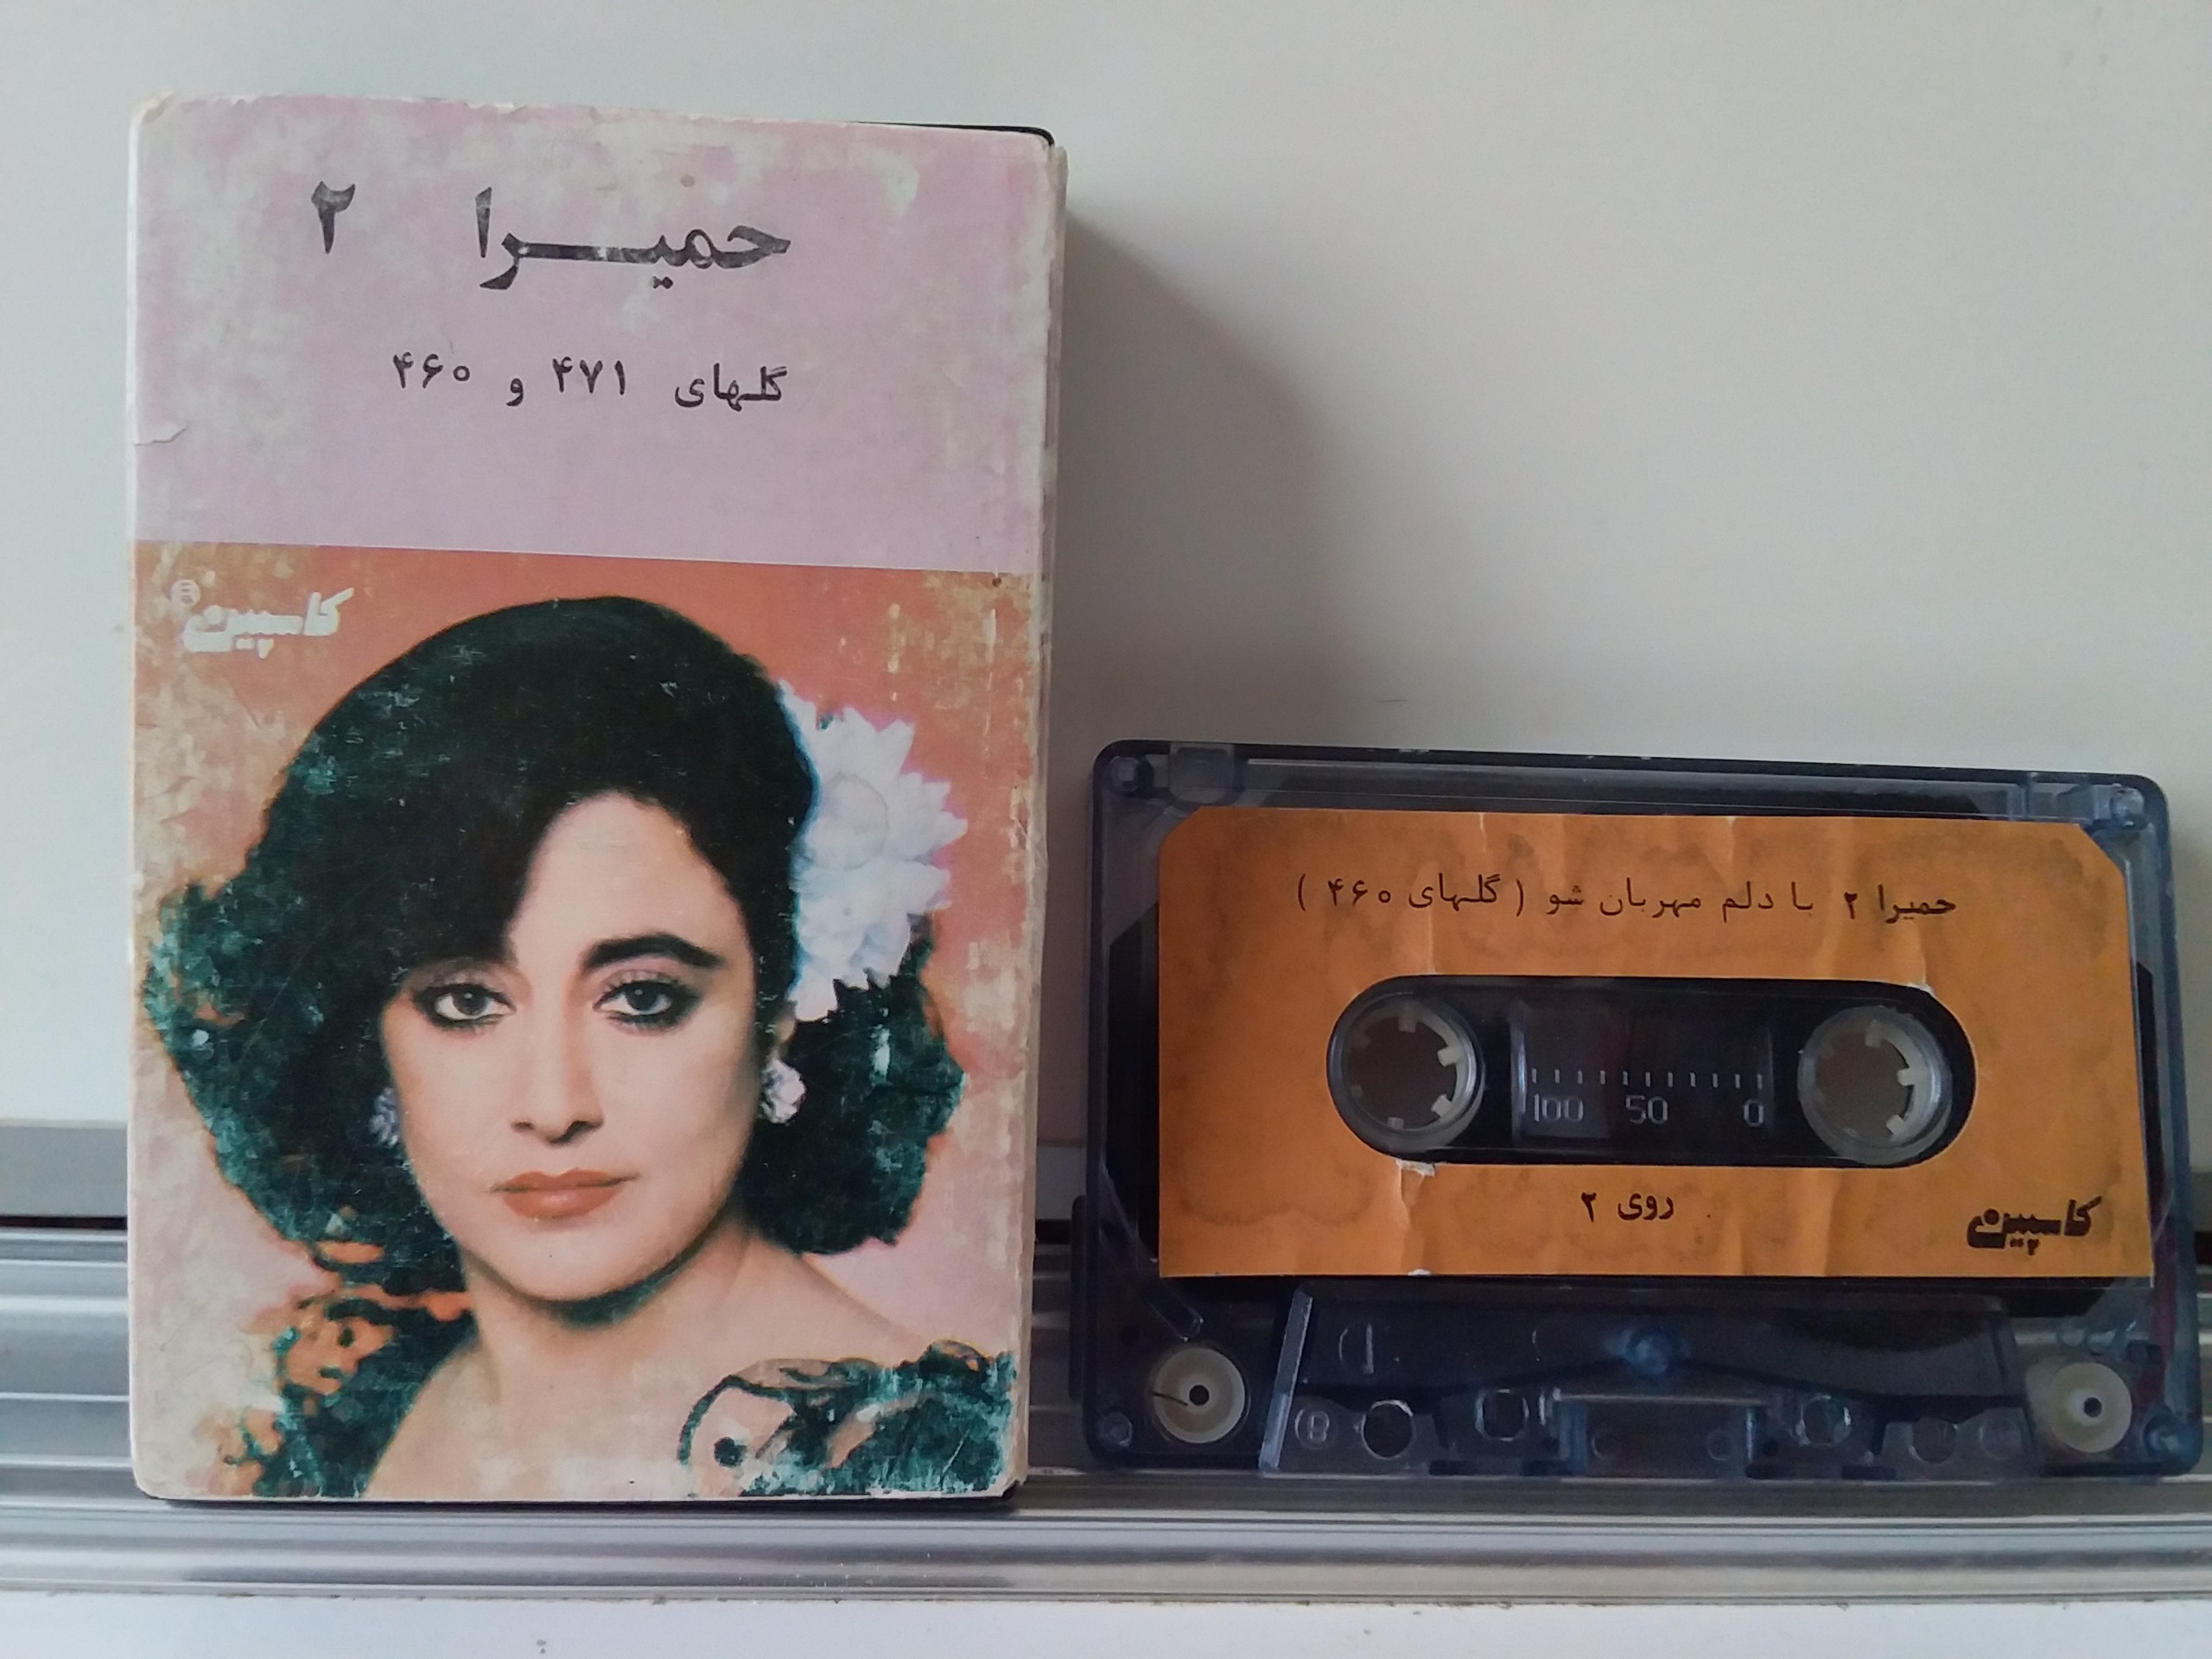 حمیرا ۲
گلهای ۴۷۱ و ۴۶۰
کاسپین
حمیرا ۲ با دلم مهربان شو (گلهای ۴۶۰)
100 50 0
روی ۲
کاسپین
B